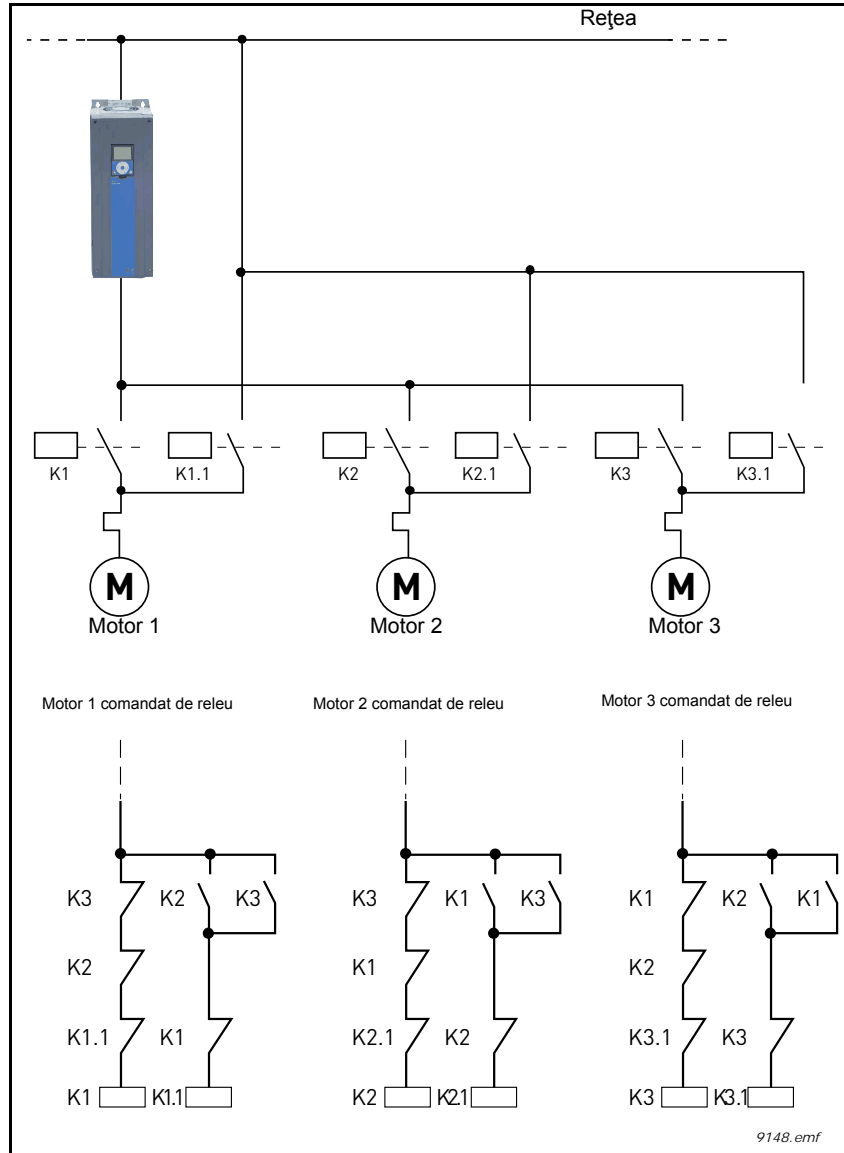 Reţea
K1 K1.1 K2 K2.1 K3 K3.1
M M M
Motor 1 Motor 2 Motor 3
Motor 1 comandat de releu Motor 2 comandat de releu Motor 3 comandat de releu
K3 K2 K3 K3 K1 K3 K1 K2 K1
K2 K1 K2
K1.1 K1 K2.1 K2 K3.1 K3
K1 K1.1 K2 K2.1 K3 K3.1
9148.emf